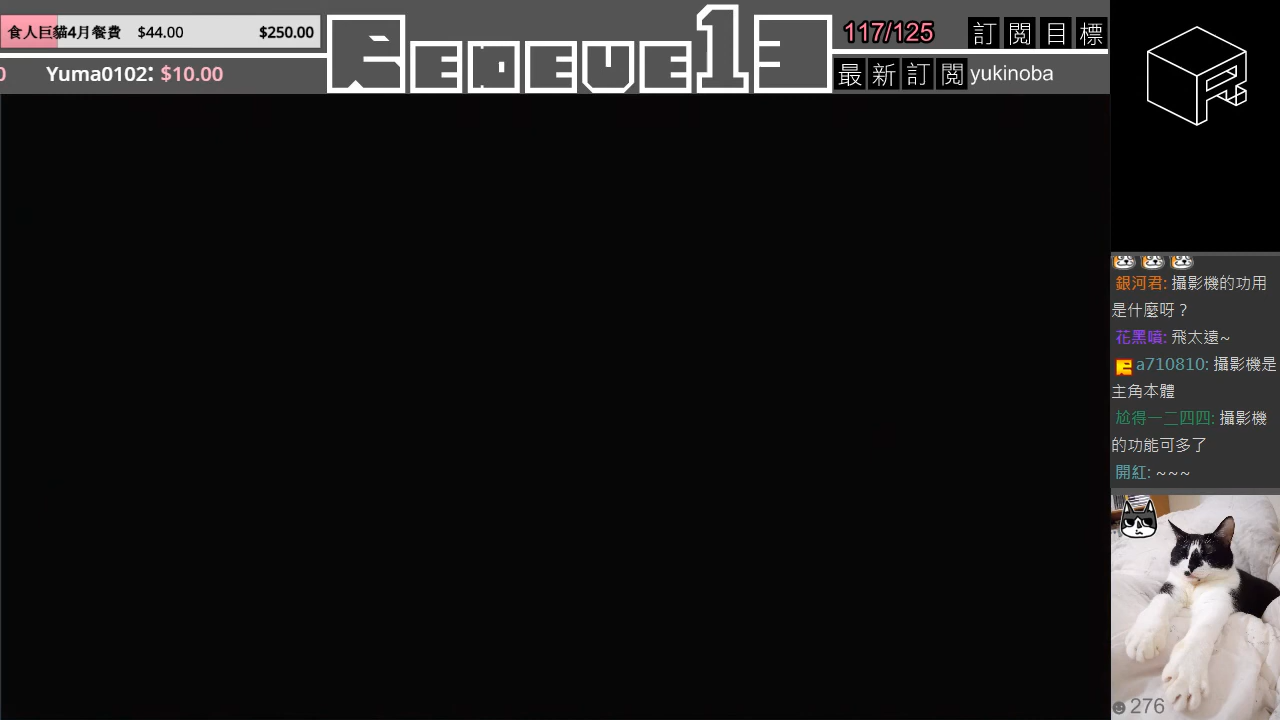 食人巨貓4月餐費 $44.00 $250.00
0 Yuma0102: $10.00
Repeue13
117/125 訂閱目標
最新訂閱 yukinoba
銀河君: 攝影機的功用
是什麼呀？
花黑噴: 飛太遠~
a710810: 攝影機是
主角本體
尬得一二四四: 攝影機
的功能可多了
開紅: ~~~
276